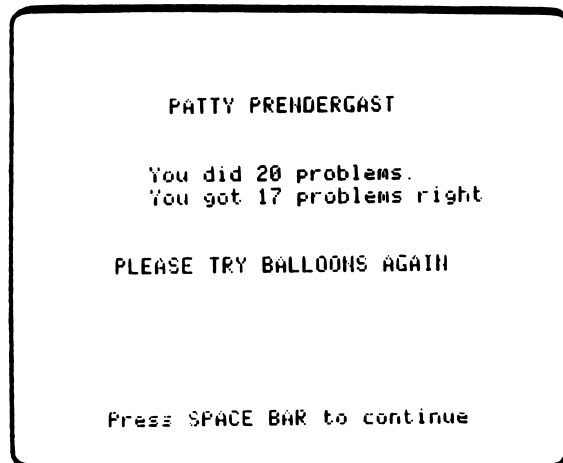 PATTY PRENDERGAST
You did 20 problems.
You got 17 problems right
PLEASE TRY BALLOONS AGAIN
Press SPACE BAR to continue